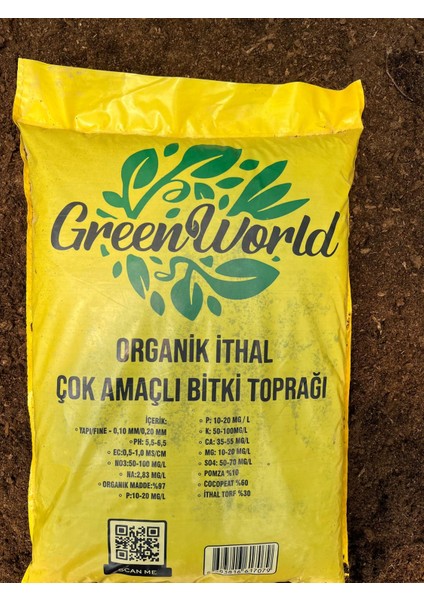 GreenWorld
ORGANİK İTHAL
ÇOK AMAÇLI BİTKİ TOPRAĞI
İÇERİK:
• YAPI/FINE - 0,10 MM/0,20 MM
• PH: 5,5-6,5
• EC:0,5-1,0 MS/CM
• NO3:50-100 MG/L
• NA:2,83 MG/L
• ORGANIK MADDE:%97
• P:10-20 MG/L
• P: 10-20 MG / L
• K: 50-100MG/L
• CA: 35-55 MG/L
• MG: 10-20 MG/L
• SO4: 50-70 MG/L
POMZA %10
• COCOPEAT %60
• İTHAL TORF %30
SCAN ME